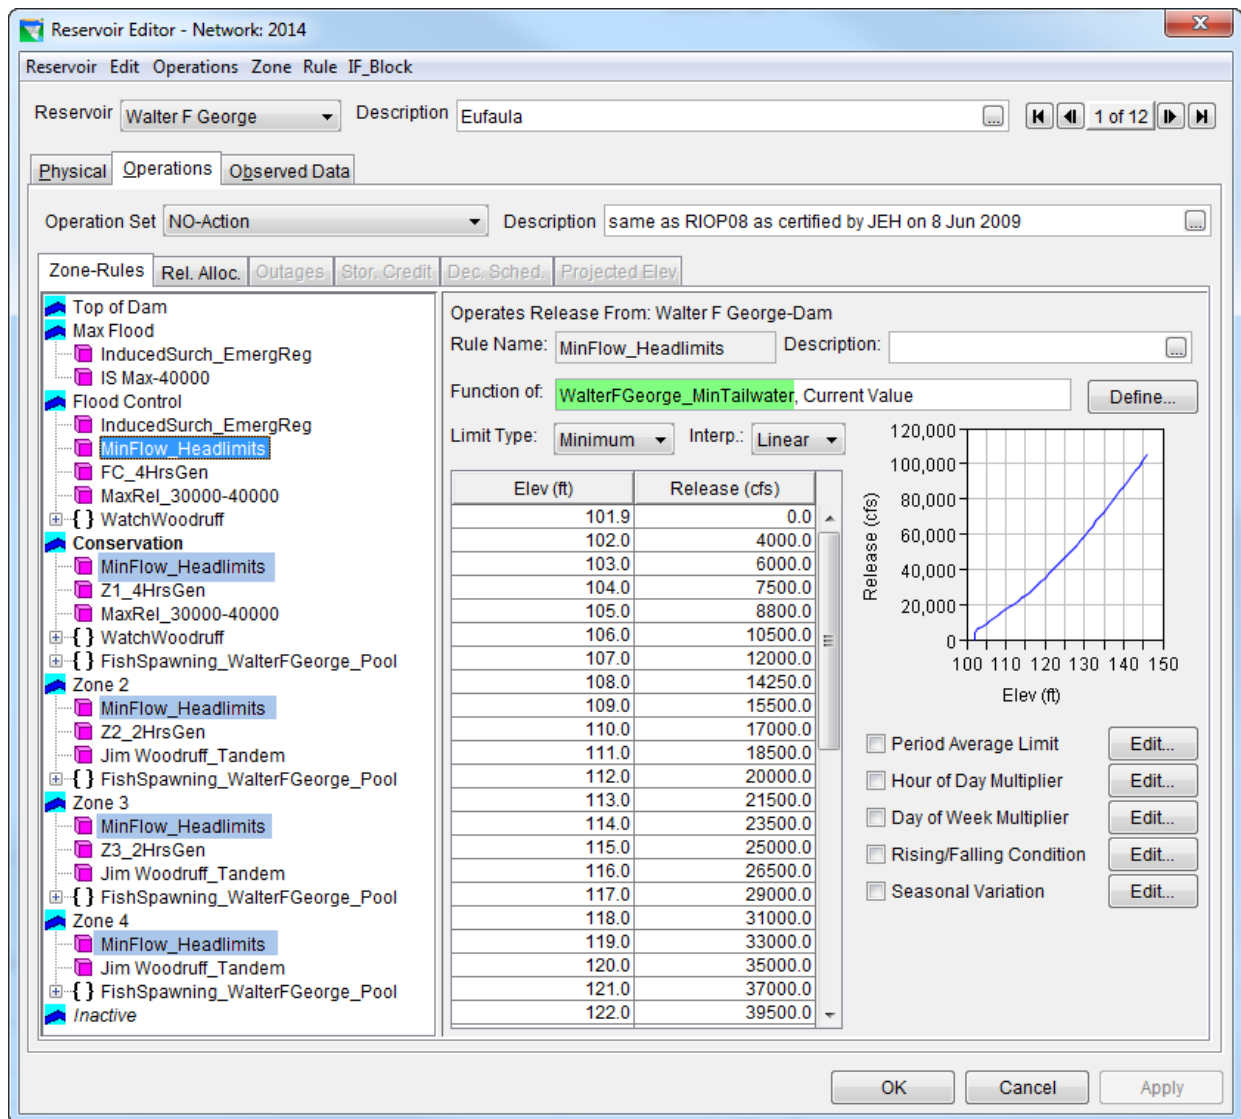 Reservoir Editor - Network: 2014
Reservoir Edit Operations Zone Rule IF_Block
Reservoir Walter F George Description Eufaula ... 1 of 12
Physical Operations Observed Data
Operation Set NO-Action Description same as RIOP08 as certified by JEH on 8 Jun 2009 ...
Zone-Rules Rel. Alloc. Outages Stor. Credit Dec. Sched. Projected Elev
Top of Dam
Max Flood
InducedSurch_EmergReg
IS Max-40000
Flood Control
InducedSurch_EmergReg
MinFlow_Headlimits
FC_4HrsGen
MaxRel_30000-40000
{ } WatchWoodruff
Conservation
MinFlow_Headlimits
Z1_4HrsGen
MaxRel_30000-40000
{ } WatchWoodruff
{ } FishSpawning_WalterFGeorge_Pool
Zone 2
MinFlow_Headlimits
Z2_2HrsGen
Jim Woodruff_Tandem
{ } FishSpawning_WalterFGeorge_Pool
Zone 3
MinFlow_Headlimits
Z3_2HrsGen
Jim Woodruff_Tandem
{ } FishSpawning_WalterFGeorge_Pool
Zone 4
MinFlow_Headlimits
Jim Woodruff_Tandem
{ } FishSpawning_WalterFGeorge_Pool
Inactive
Operates Release From: Walter F George-Dam
Rule Name: MinFlow_Headlimits Description: ...
Function of: WalterFGeorge_MinTailwater, Current Value Define...
Limit Type: Minimum Interp.: Linear
Elev (ft) Release (cfs)
101.9 0.0
102.0 4000.0
103.0 6000.0
104.0 7500.0
105.0 8800.0
106.0 10500.0
107.0 12000.0
108.0 14250.0
109.0 15500.0
110.0 17000.0
111.0 18500.0
112.0 20000.0
113.0 21500.0
114.0 23500.0
115.0 25000.0
116.0 26500.0
117.0 29000.0
118.0 31000.0
119.0 33000.0
120.0 35000.0
121.0 37000.0
122.0 39500.0
120,000
100,000
80,000
60,000
40,000
20,000
0
Release (cfs)
100 110 120 130 140 150
Elev (ft)
Period Average Limit Edit...
Hour of Day Multiplier Edit...
Day of Week Multiplier Edit...
Rising/Falling Condition Edit...
Seasonal Variation Edit...
OK Cancel Apply